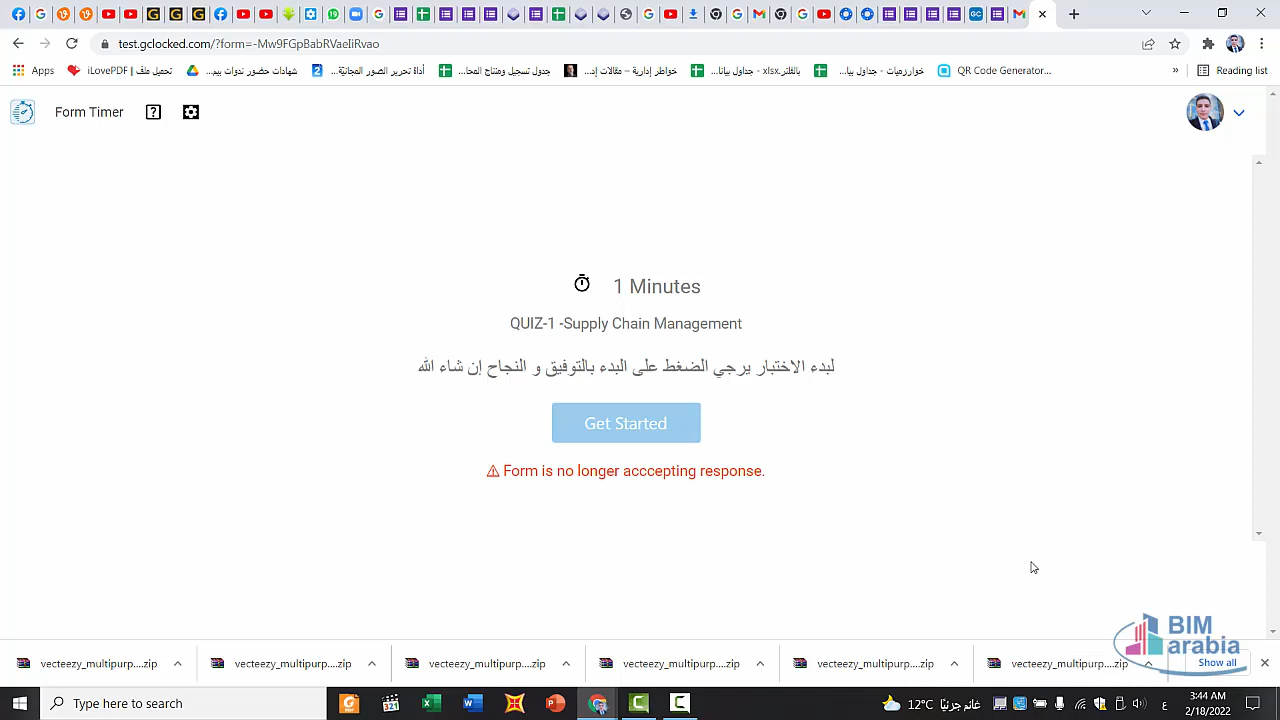 test.gclocked.com/?form=-Mw9FGpBabRVaeIiRvao
Apps
iLovePDF | تحميل ملف
شهادات حضور ندوات بيم...
أداة تحرير الصور المجانيّة...
جدول تسجيل ومنتاج المحا...
خواطر إدارية – مقالات إد...
بالفلتر.xlsx - جداول بيانا...
خوارزميات - جداول بيان...
QR Code Generator...
»
Reading list
Form Timer
1 Minutes
QUIZ-1 -Supply Chain Management
لبدء الاختبار يرجي الضغط على البدء بالتوفيق و النجاح إن شاء الله
Get Started
Form is no longer acccepting response.
BIM
arabia
vecteezy_multipurp....zip
vecteezy_multipurp....zip
vecteezy_multipurp....zip
vecteezy_multipurp....zip
vecteezy_multipurp....zip
vecteezy_multipurp....zip
Show all
Type here to search
12°C غائم جزئيًا
ع
3:44 AM
2/18/2022